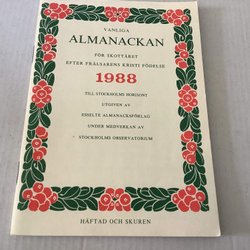 VANLIGA
ALMANACKAN
FÖR SKOTTÅRET
EFTER FRÄLSARENS KRISTI FÖDELSE
1988
TILL STOCKHOLMS HORISONT
UTGIVEN AV
ESSELTE ALMANACKSFÖRLAG
UNDER MEDVERKAN AV
STOCKHOLMS OBSERVATORIUM
HÄFTAD OCH SKUREN